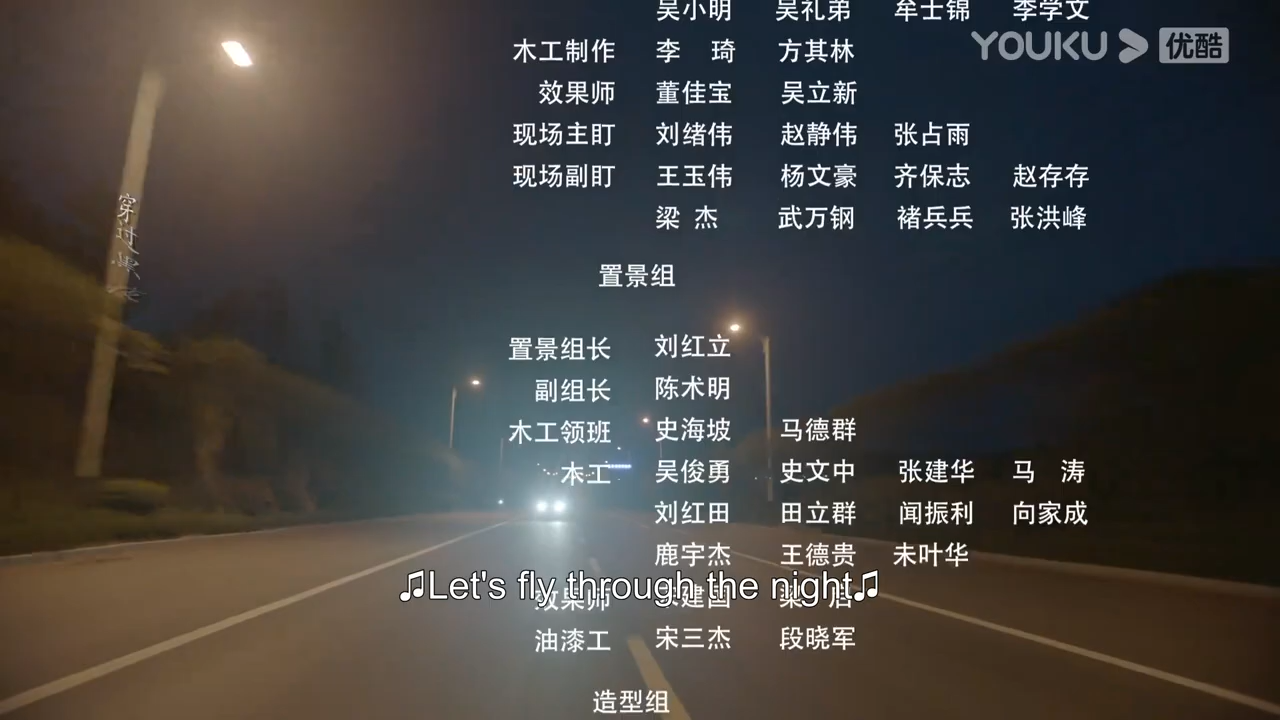 吴小明 吴礼弟 牟士锦 李学文
YOUKU 优酷
木工制作 李 琦 方其林
效果师 董佳宝 吴立新
现场主盯 刘绪伟 赵静伟 张占雨
现场副盯 王玉伟 杨文豪 齐保志 赵存存
梁 杰 武万钢 褚兵兵 张洪峰
穿过
置景组
置景组长 刘红立
副组长 陈术明
木工领班 史海坡 马德群
木工 吴俊勇 史文中 张建华 马 涛
刘红田 田立群 闻振利 向家成
鹿宇杰 王德贵 未叶华
♫Let's fly through the night♫
效果师
油漆工 宋三杰 段晓军
造型组